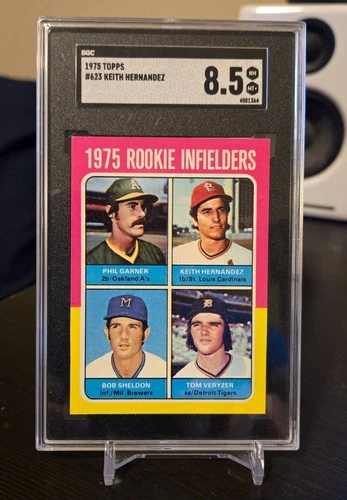 SGC
1975 TOPPS
#623 KEITH HERNANDEZ
8.5
NM
MT+
4081364
1975 ROOKIE INFIELDERS
PHIL GARNER
2b/Oakland A's
KEITH HERNANDEZ
1b/St. Louis Cardinals
BOB SHELDON
inf./Mil. Brewers
TOM VERYZER
ss/Detroit Tigers